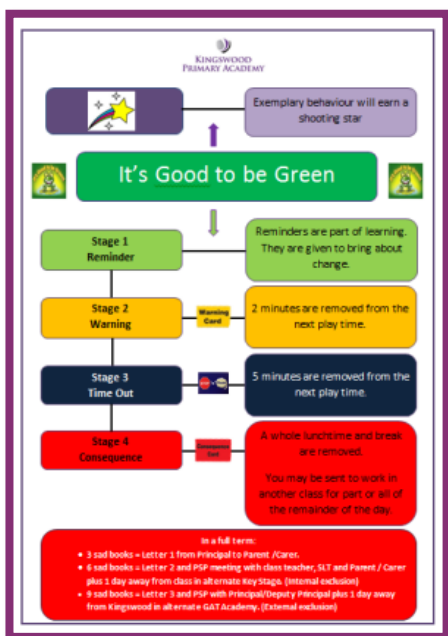 KINGSWOOD
PRIMARY ACADEMY
Exemplary behaviour will earn a
shooting star
It's Good to be Green
Stage 1
Reminder
Reminders are part of learning.
They are given to bring about
change.
Stage 2
Warning
Warning
Card
2 minutes are removed from the
next play time.
Stage 3
Time Out
5 minutes are removed from the
next play time.
Stage 4
Consequence
A whole lunchtime and break
are removed.
You may be sent to work in
another class for part or all of
the remainder of the day.
In a full term:
• 3 sad books = Letter 1 from Principal to Parent /Carer.
• 6 sad books = Letter 2 and PSP meeting with class teacher, SLT and Parent / Carer
plus 1 day away from class in alternate Key Stage. (Internal exclusion)
• 9 sad books = Letter 3 and PSP with Principal/Deputy Principal plus 1 day away
from Kingswood in alternate GAT Academy. (External exclusion)